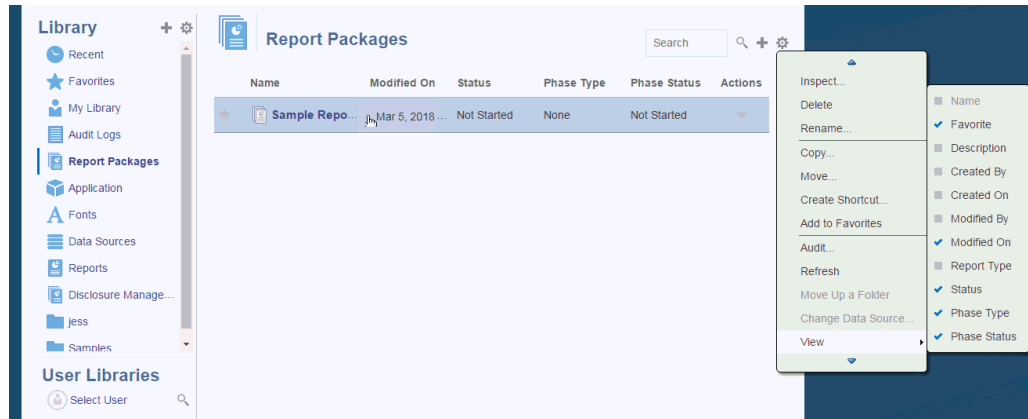 Library
Recent
Favorites
My Library
Audit Logs
Report Packages
Application
Fonts
Data Sources
Reports
Disclosure Manage...
jess
Samples
User Libraries
Select User
Report Packages
Search
Name Modified On Status Phase Type Phase Status Actions
Sample Repo... Mar 5, 2018... Not Started None Not Started
Inspect...
Delete
Rename...
Copy...
Move...
Create Shortcut...
Add to Favorites
Audit...
Refresh
Move Up a Folder
Change Data Source...
View
Name
Favorite
Description
Created By
Created On
Modified By
Modified On
Report Type
Status
Phase Type
Phase Status